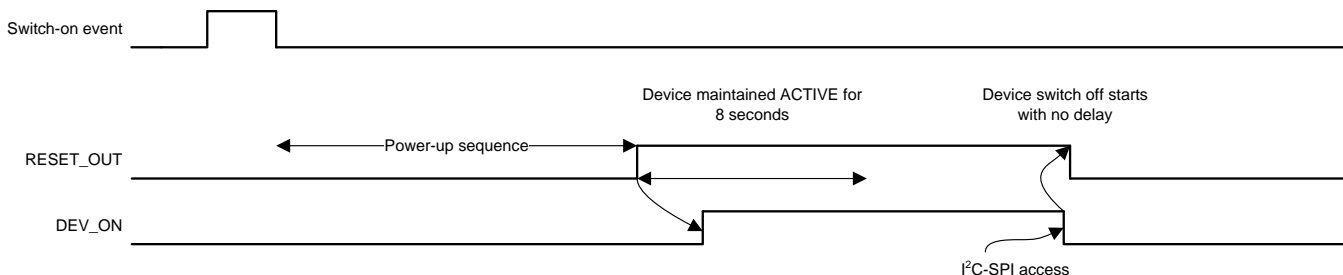 Switch-on event
Device maintained ACTIVE for
8 seconds
Device switch off starts
with no delay
Power-up sequence
RESET_OUT
DEV_ON
I²C-SPI access